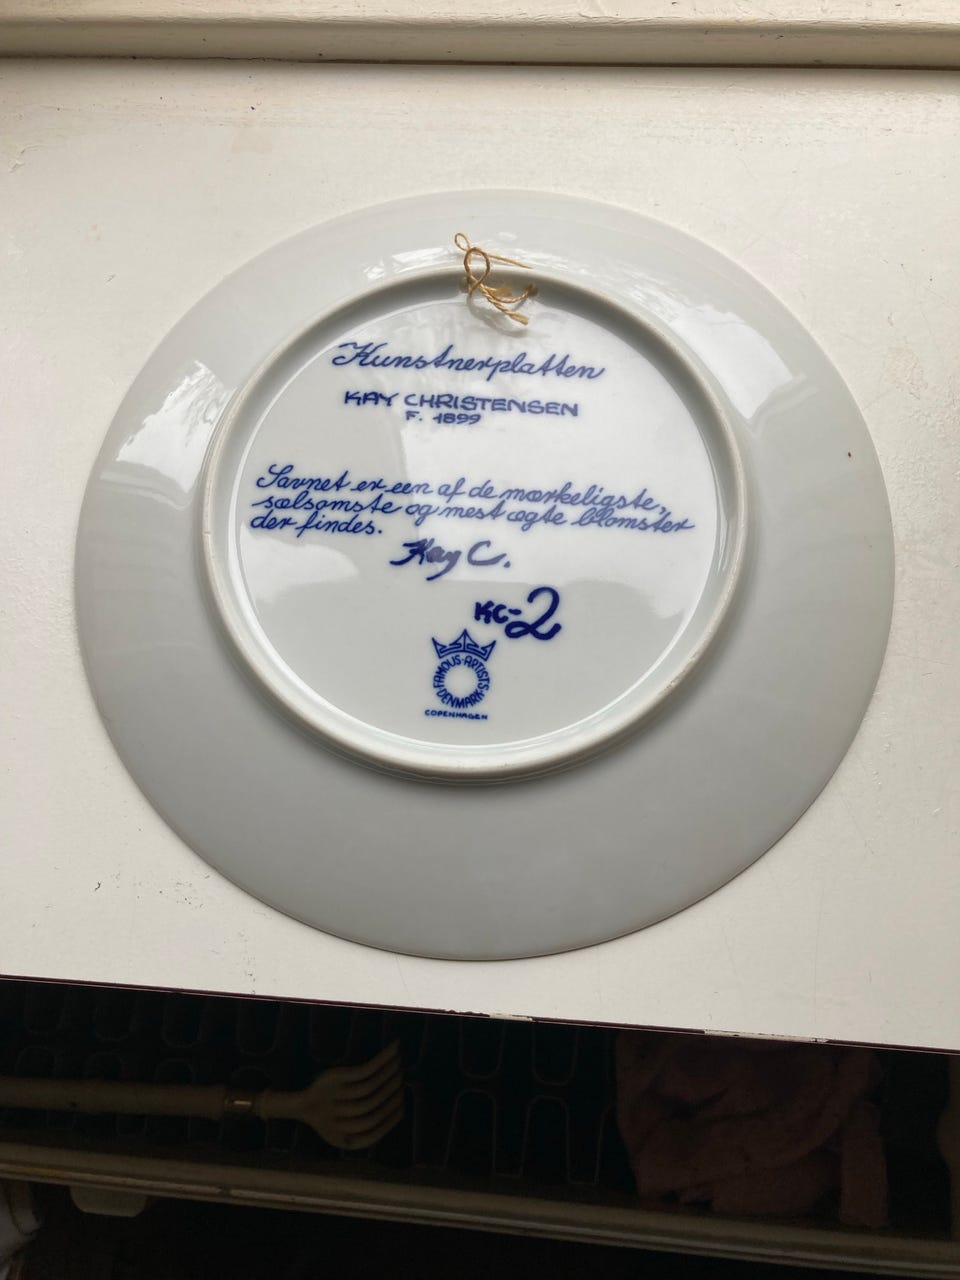 Kunstnerplatten
KAY CHRISTENSEN
F. 1899
Savnet er een af de mærkeligste,
sælsomste og mest ægte blomster
der findes.
Kay C.
KC-2
FAMOUS·ARTISTS
·DENMARK·
COPENHAGEN